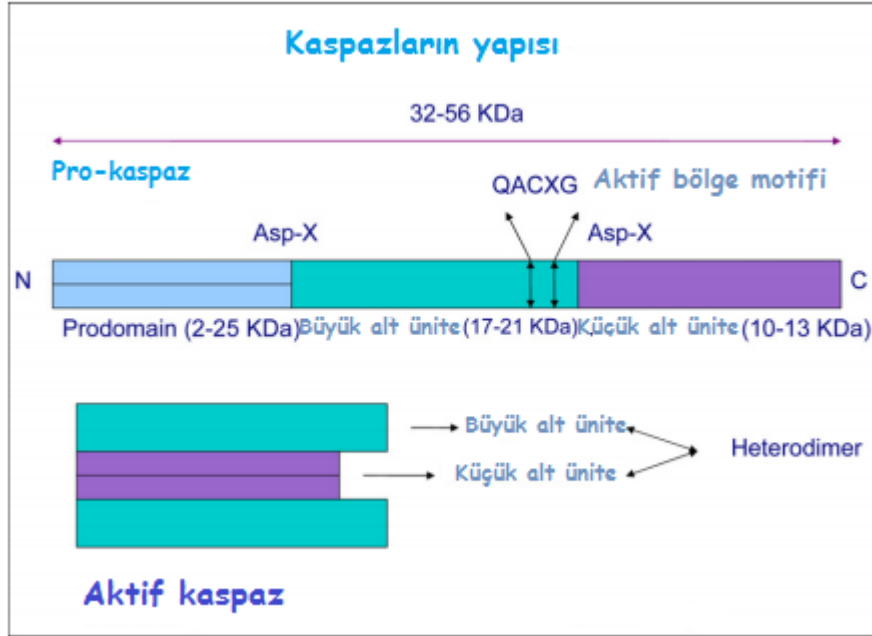 Kaspazların yapısı
32-56 KDa
Pro-kaspaz
QACXG Aktif bölge motifi
Asp-X Asp-X
N C
Prodomain (2-25 KDa) Büyük alt ünite (17-21 KDa) Küçük alt ünite (10-13 KDa)
Büyük alt ünite
Heterodimer
Küçük alt ünite
Aktif kaspaz